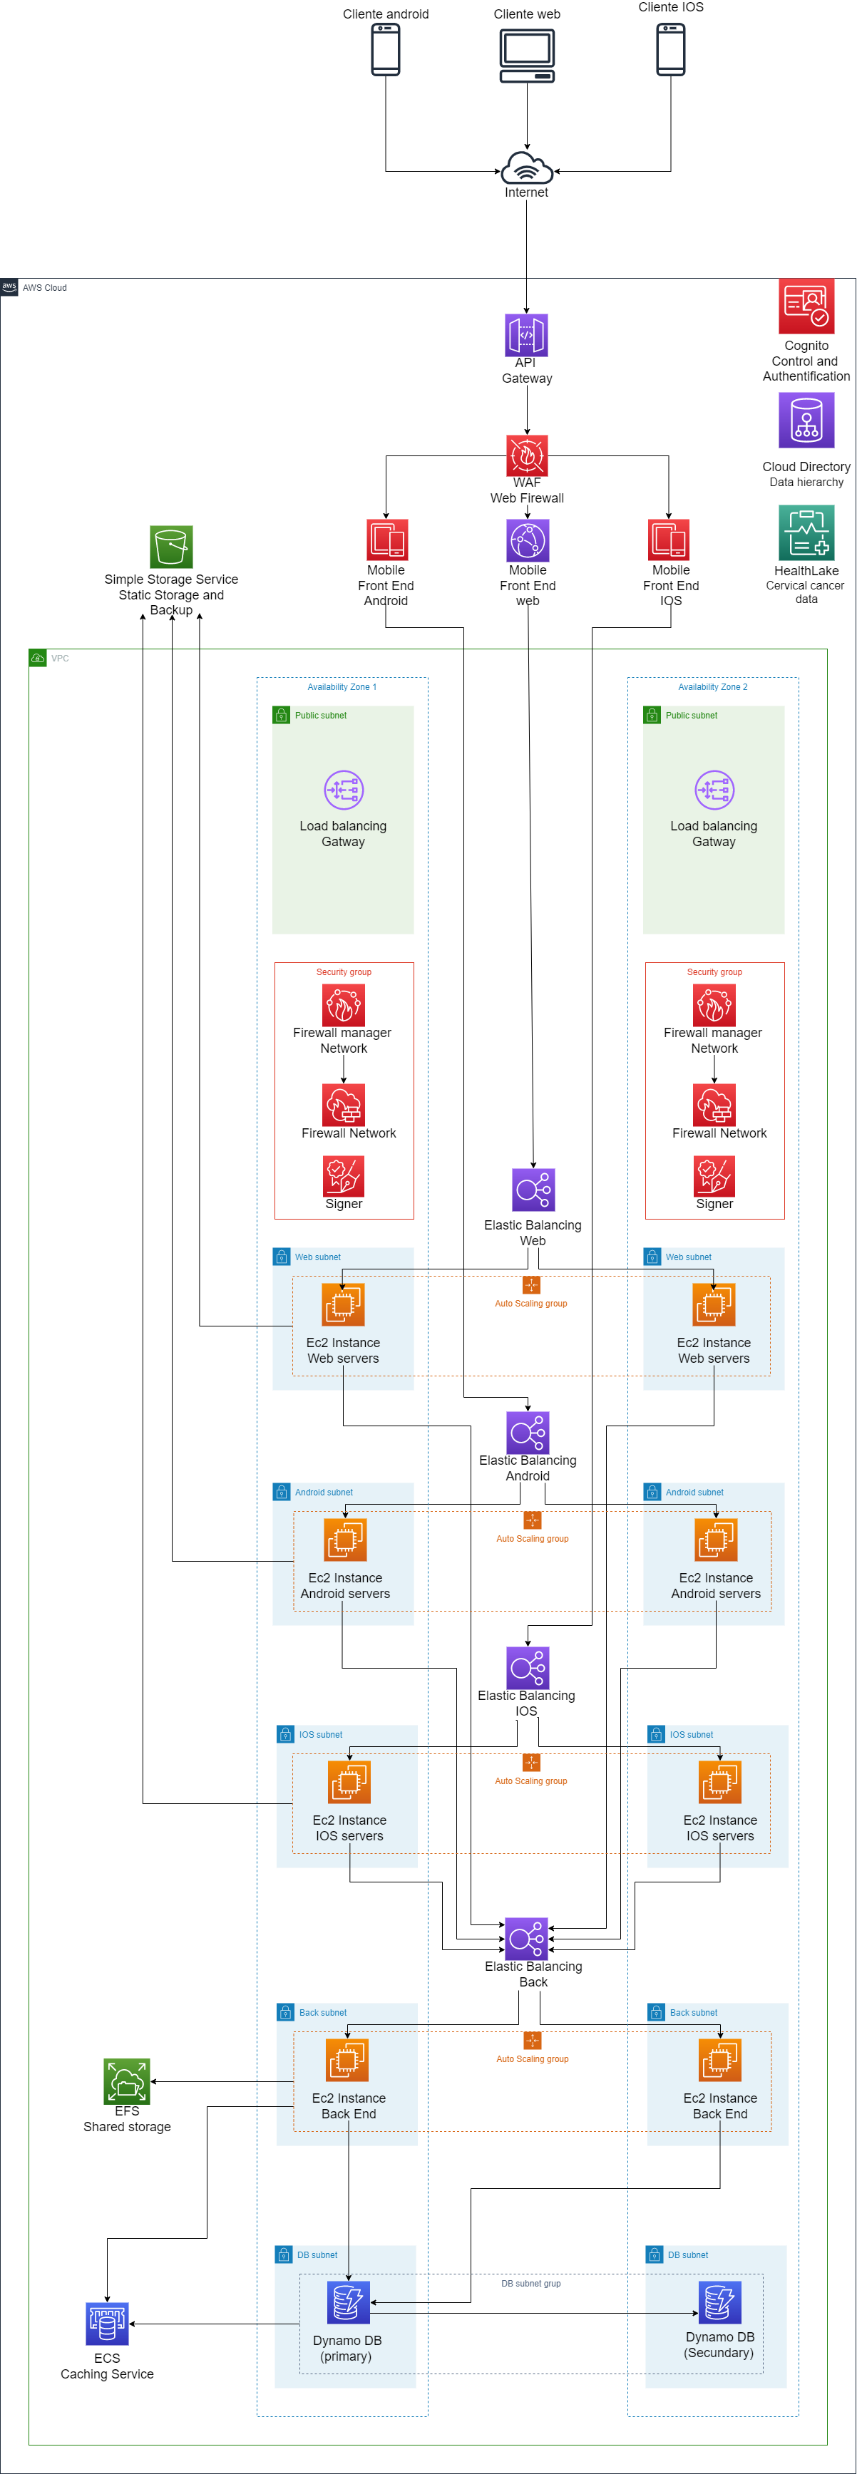 Cliente android
Cliente web
Cliente IOS
Internet
aws
AWS Cloud
API
Gateway
Cognito
Control and
Authentification
Cloud Directory
Data hierarchy
HealthLake
Cervical cancer
data
WAF
Web Firewall
Mobile
Front End
Android
Mobile
Front End
web
Mobile
Front End
IOS
Simple Storage Service
Static Storage and
Backup
VPC
Availability Zone 1
Availability Zone 2
Public subnet
Public subnet
Load balancing
Gatway
Load balancing
Gatway
Security group
Security group
Firewall manager
Network
Firewall manager
Network
Firewall Network
Firewall Network
Signer
Signer
Elastic Balancing
Web
Web subnet
Web subnet
Auto Scaling group
Ec2 Instance
Web servers
Ec2 Instance
Web servers
Elastic Balancing
Android
Android subnet
Android subnet
Auto Scaling group
Ec2 Instance
Android servers
Ec2 Instance
Android servers
Elastic Balancing
IOS
IOS subnet
IOS subnet
Auto Scaling group
Ec2 Instance
IOS servers
Ec2 Instance
IOS servers
Elastic Balancing
Back
Back subnet
Back subnet
Auto Scaling group
Ec2 Instance
Back End
Ec2 Instance
Back End
EFS
Shared storage
DB subnet
DB subnet
DB subnet grup
Dynamo DB
(primary)
Dynamo DB
(Secundary)
ECS
Caching Service